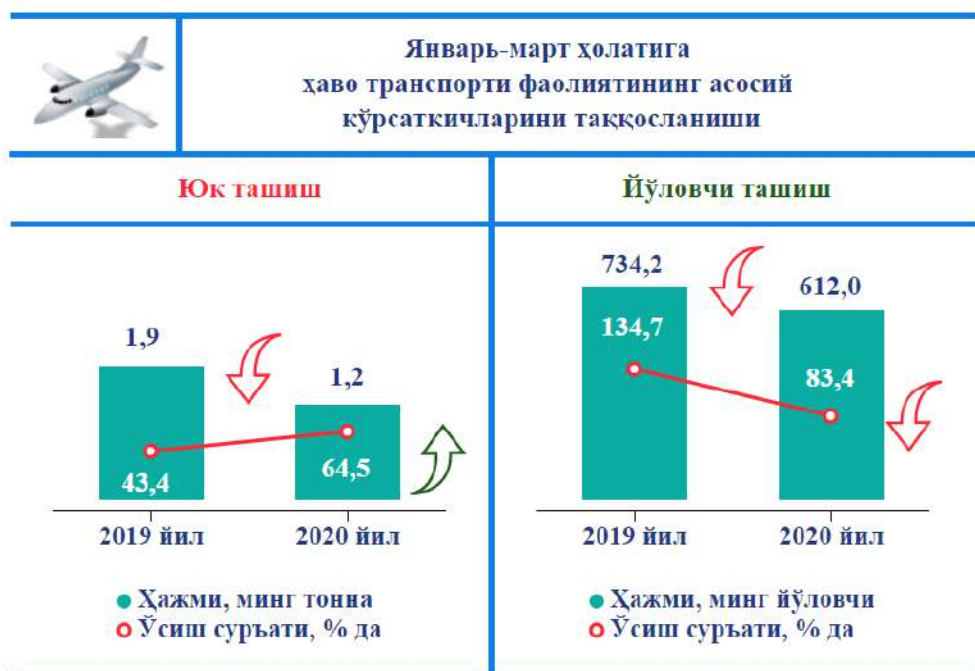 Январь-март ҳолатига
ҳаво транспорти фаолиятининг асосий
кўрсаткичларини таққосланиши
Юк ташиш
Йўловчи ташиш
1,9
1,2
43,4
64,5
2019 йил
2020 йил
Ҳажми, минг тонна
Ўсиш суръати, % да
734,2
612,0
134,7
83,4
2019 йил
2020 йил
Ҳажми, минг йўловчи
Ўсиш суръати, % да